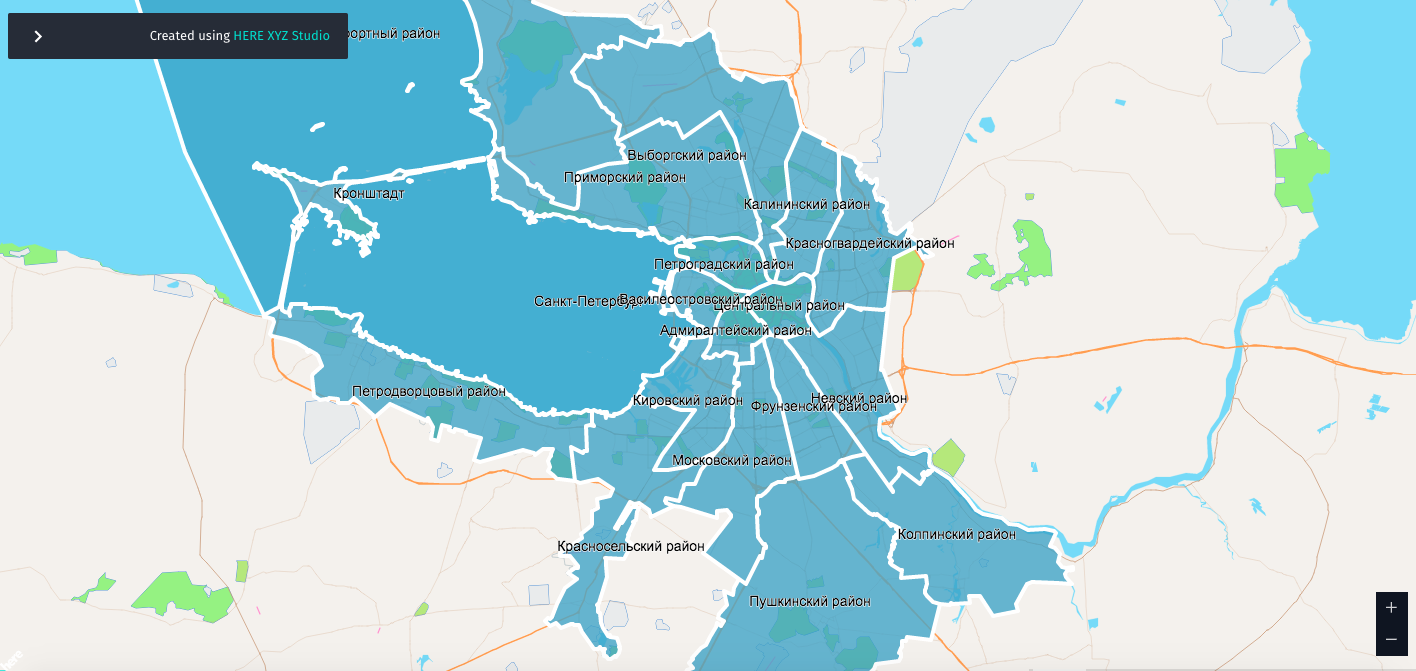 Created using HERE XYZ Studio
ортный район
Выборгский район
Приморский район
Кронштадт
Калининский район
Красногвардейский район
Петроградский район
Санкт-Петербург
Василеостровский район
Центральный район
Адмиралтейский район
Петродворцовый район
Кировский район
Невский район
Фрунзенский район
Московский район
Колпинский район
Красносельский район
Пушкинский район
+
−
here